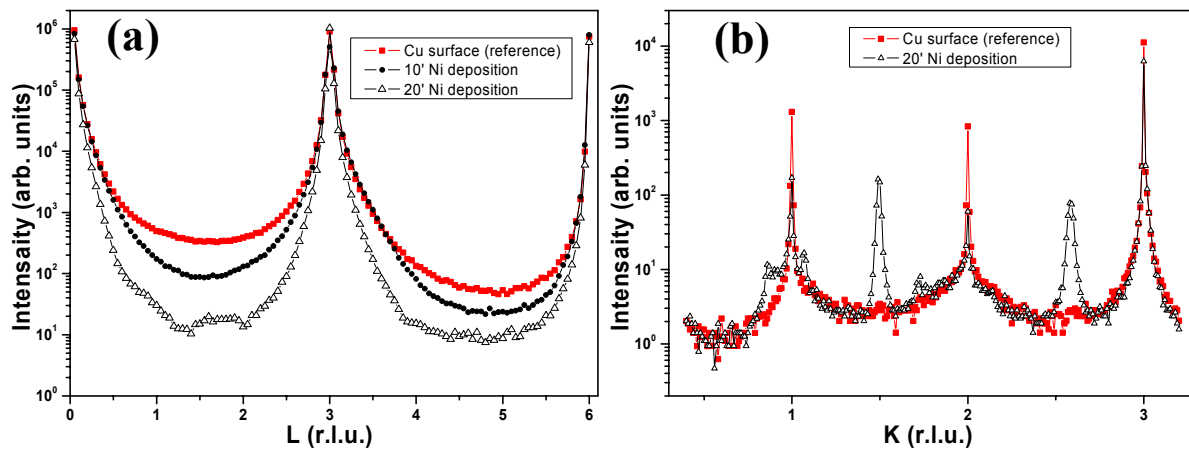 (a)
Cu surface (reference)
10' Ni deposition
20' Ni deposition
Intensaity (arb. units)
10⁶
10⁵
10⁴
10³
10²
10¹
10⁰
0 1 2 3 4 5 6
L (r.l.u.)
(b)
Cu surface (reference)
20' Ni deposition
Intensaity (arb. units)
10⁴
10³
10²
10¹
10⁰
1 2 3
K (r.l.u.)